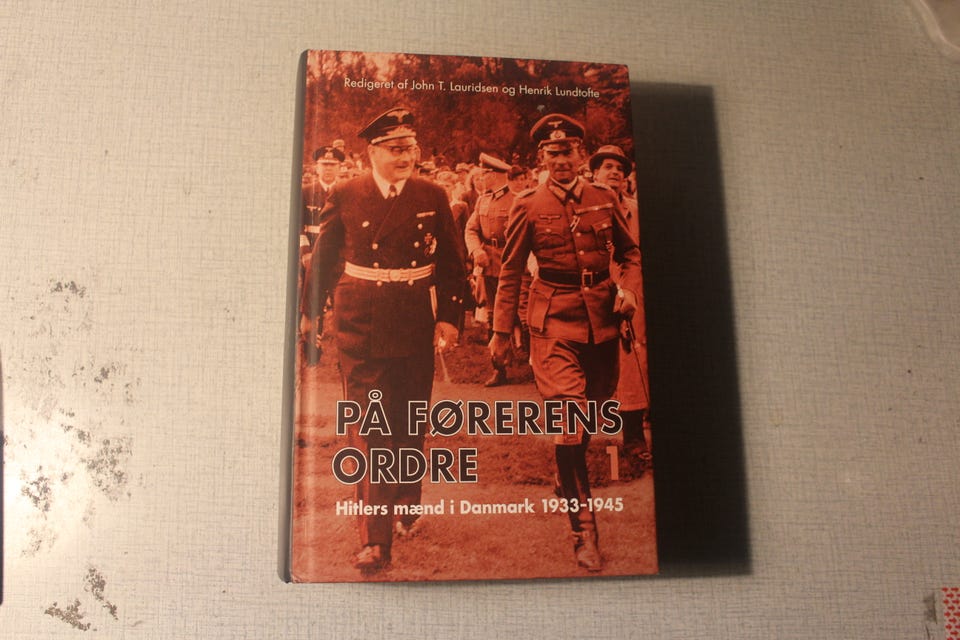 Redigeret af John T. Lauridsen og Henrik Lundtofte
PÅ FØRERENS
ORDRE 1
Hitlers mænd i Danmark 1933-1945